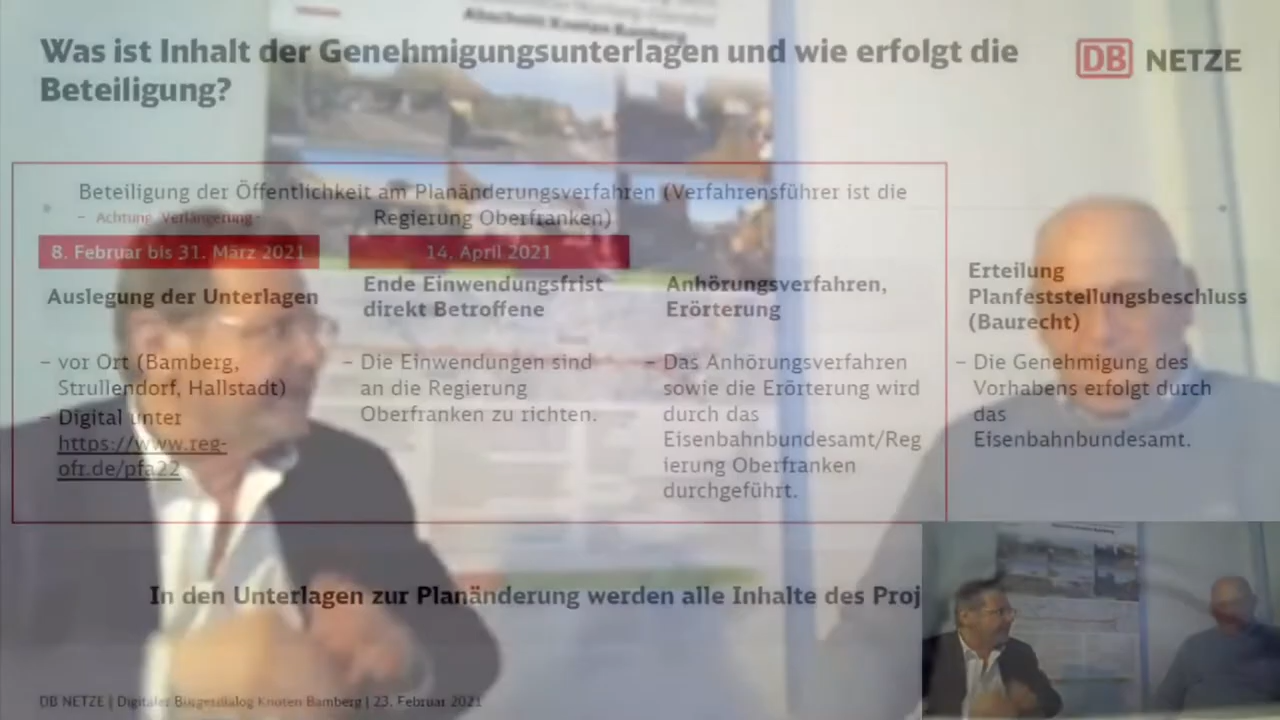 Abschnitt Knoten Bamberg
Was ist Inhalt der Genehmigungsunterlagen und wie erfolgt die
Beteiligung?
DB NETZE
Beteiligung der Öffentlichkeit am Planänderungsverfahren (Verfahrensführer ist die
Regierung Oberfranken)
– Achtung Verlängerung-
8. Februar bis 31. März 2021
Auslegung der Unterlagen
– vor Ort (Bamberg,
Strullendorf, Hallstadt)
– Digital unter
https://www.reg-
ofr.de/pfa22
14. April 2021
Ende Einwendungsfrist
direkt Betroffene
– Die Einwendungen sind
an die Regierung
Oberfranken zu richten.
Anhörungsverfahren,
Erörterung
– Das Anhörungsverfahren
sowie die Erörterung wird
durch das
Eisenbahnbundesamt/Reg
ierung Oberfranken
durchgeführt.
Erteilung
Planfeststellungsbeschluss
(Baurecht)
– Die Genehmigung des
Vorhabens erfolgt durch
das
Eisenbahnbundesamt.
In den Unterlagen zur Planänderung werden alle Inhalte des Proj
DB NETZE | Digitaler Bürgerdialog Knoten Bamberg | 23. Februar 2021